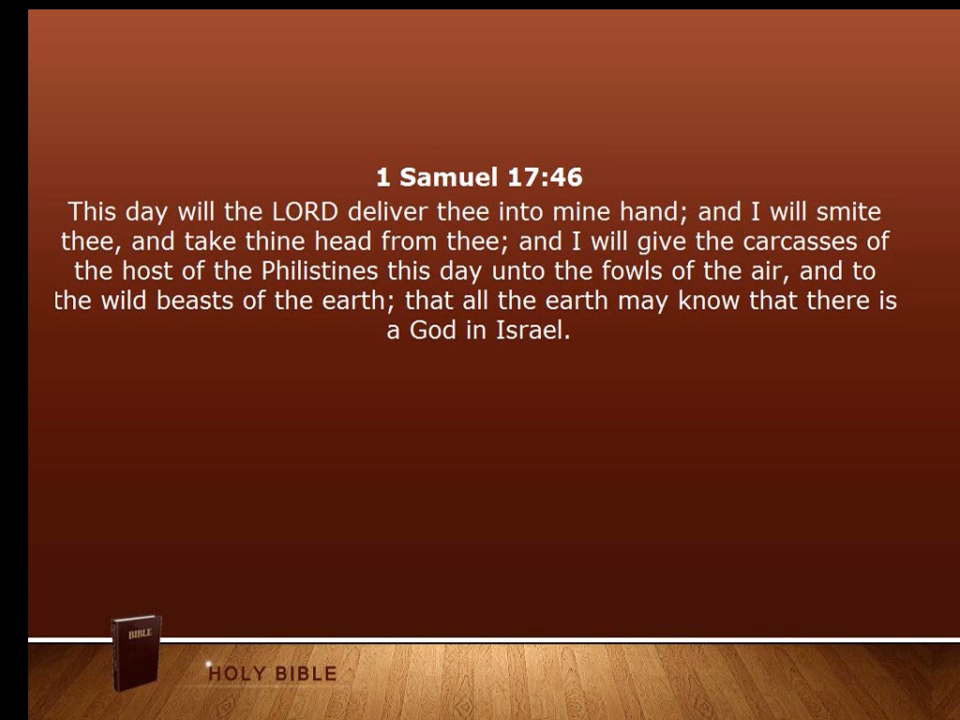 1 Samuel 17:46
This day will the LORD deliver thee into mine hand; and I will smite
thee, and take thine head from thee; and I will give the carcasses of
the host of the Philistines this day unto the fowls of the air, and to
the wild beasts of the earth; that all the earth may know that there is
a God in Israel.
BIBLE
HOLY BIBLE